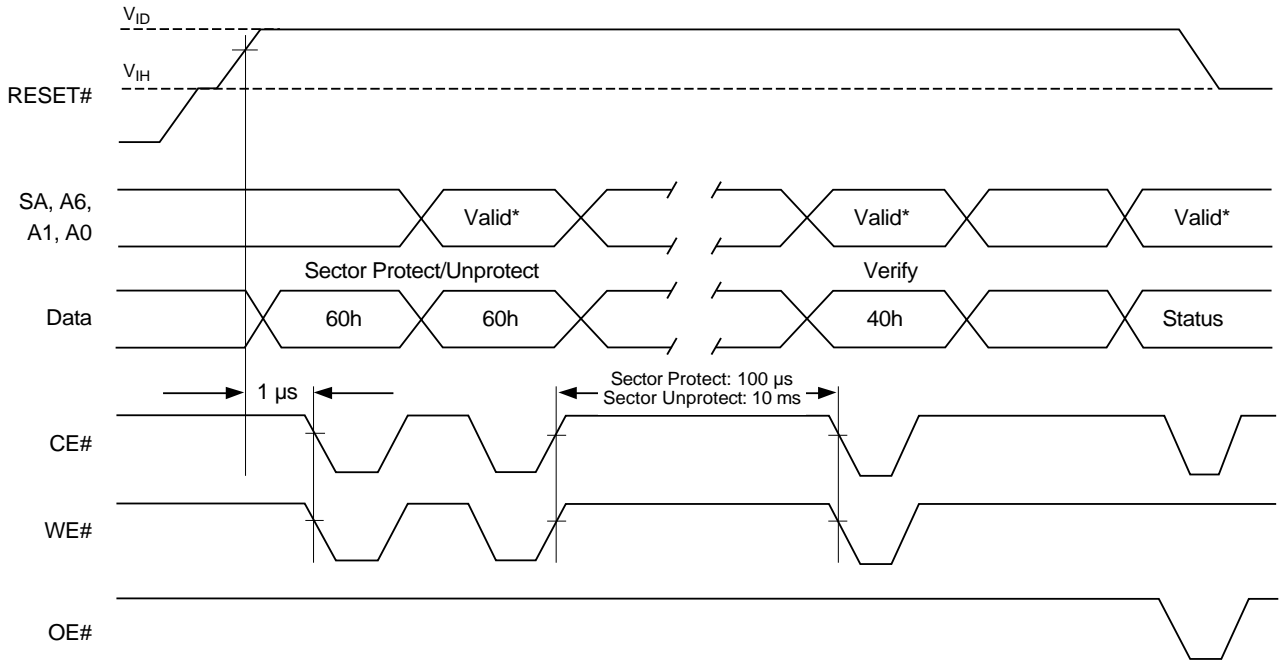 VID
VIH
RESET#
SA, A6,
A1, A0
Valid*
Valid*
Valid*
Sector Protect/Unprotect
Verify
Data
60h
60h
40h
Status
1 µs
Sector Protect: 100 µs
Sector Unprotect: 10 ms
CE#
WE#
OE#